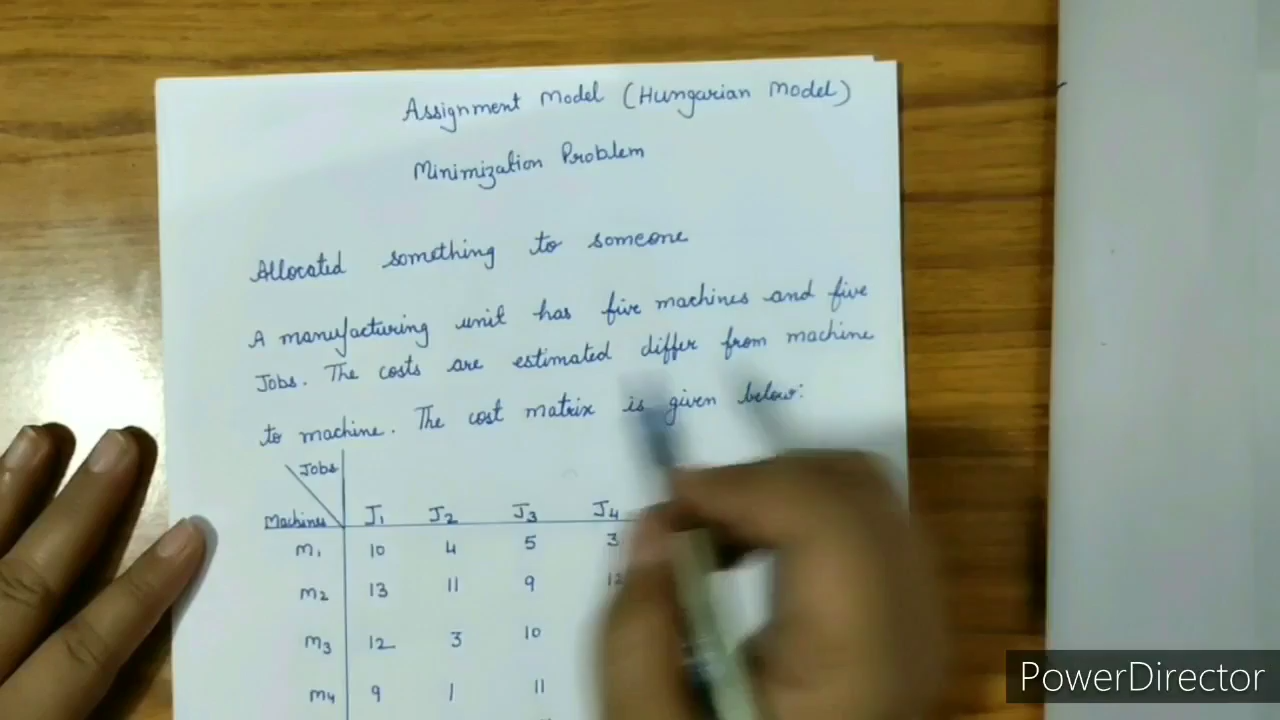 Assignment Model (Hungarian Model)
Minimization Problem
Allocated something to someone
A manufacturing unit has five machines and five
Jobs. The costs are estimated differ from machine
to machine. The cost matrix is given below:
Jobs
Machines J1 J2 J3 J4
M1 10 4 5 3
M2 13 11 9 12
M3 12 3 10
M4 9 1 11
PowerDirector